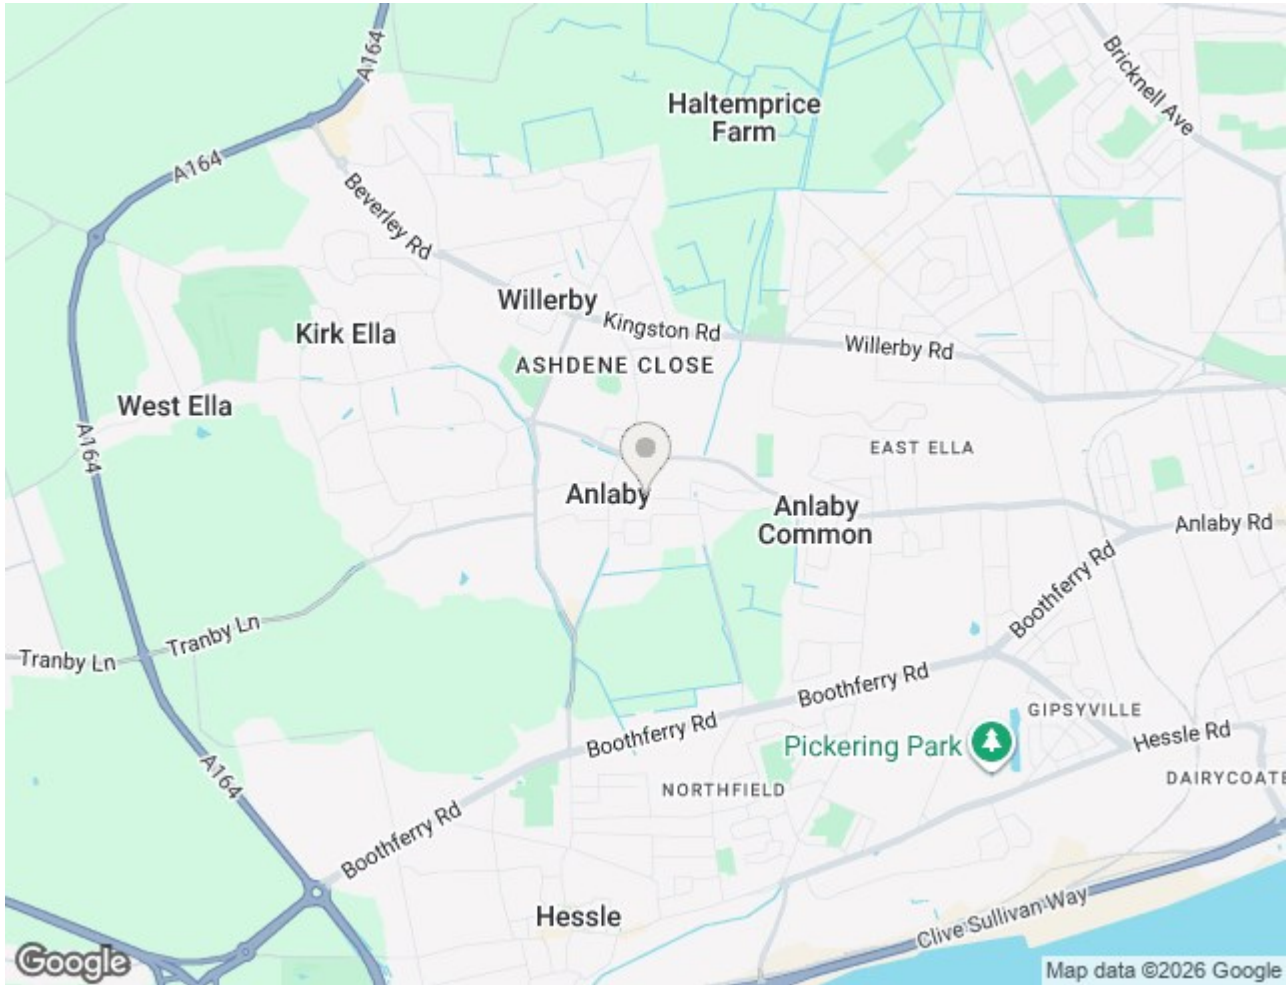 A164
Bricknell Ave
Haltemprice
Farm
A164
Beverley Rd
Willerby
Kingston Rd
Kirk Ella
Willerby Rd
ASHDENE CLOSE
West Ella
A164
EAST ELLA
Anlaby
Anlaby
Common
Anlaby Rd
Boothferry Rd
Tranby Ln
Tranby Ln
Boothferry Rd
GIPSYVILLE
Boothferry Rd
Hessle Rd
Pickering Park
A164
NORTHFIELD
DAIRYCOATE
Boothferry Rd
Hessle
Clive Sullivan Way
Google
Map data ©2026 Google